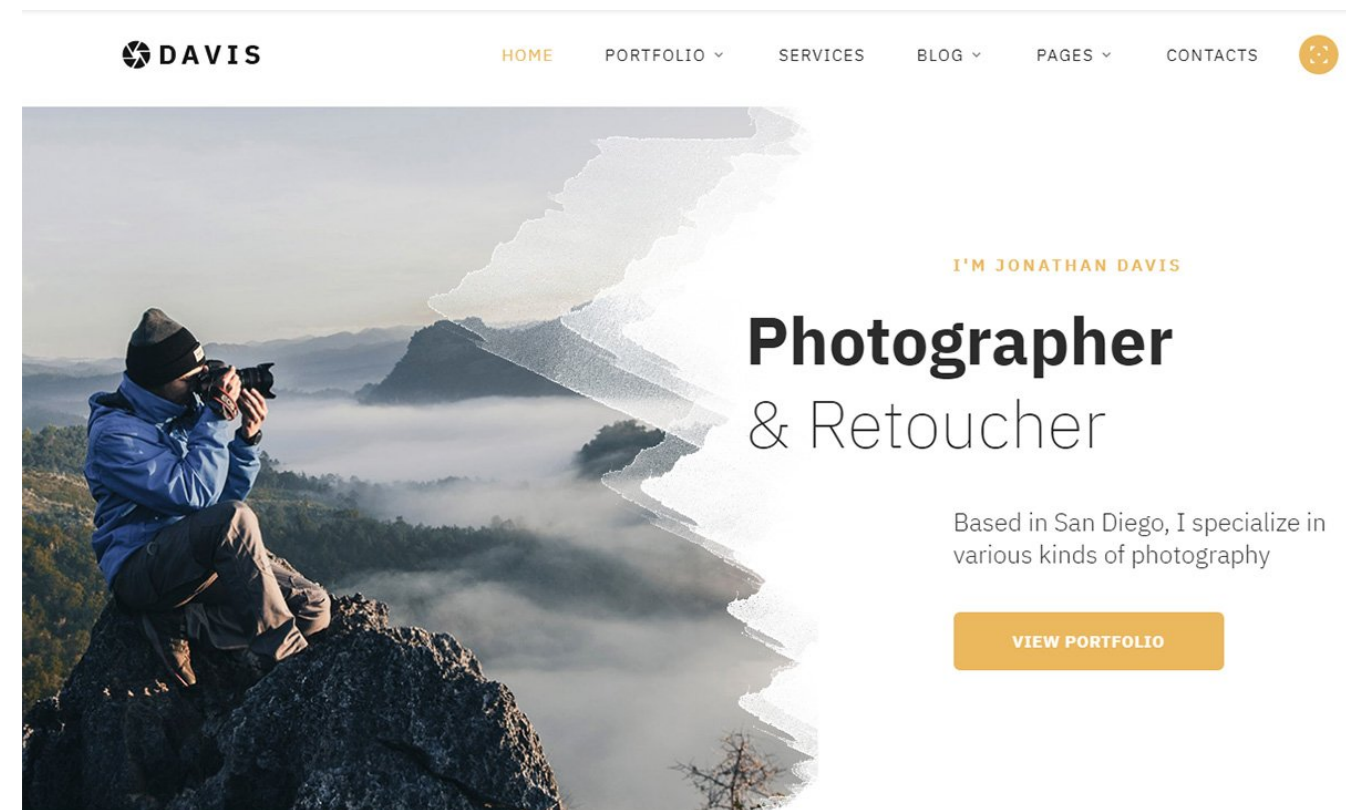 DAVIS
HOME PORTFOLIO SERVICES BLOG PAGES CONTACTS
I'M JONATHAN DAVIS
Photographer
& Retoucher
Based in San Diego, I specialize in
various kinds of photography
VIEW PORTFOLIO